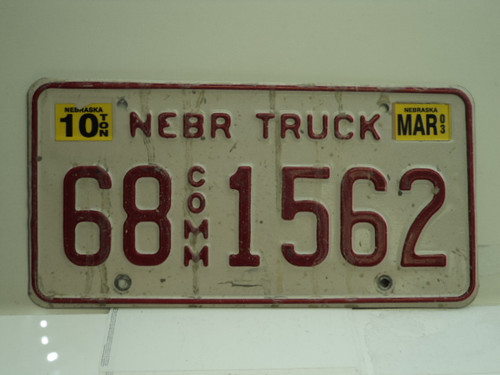 NEBRASKA
10 TON
NEBR TRUCK
NEBRASKA
MAR 03
68 COMM 1562